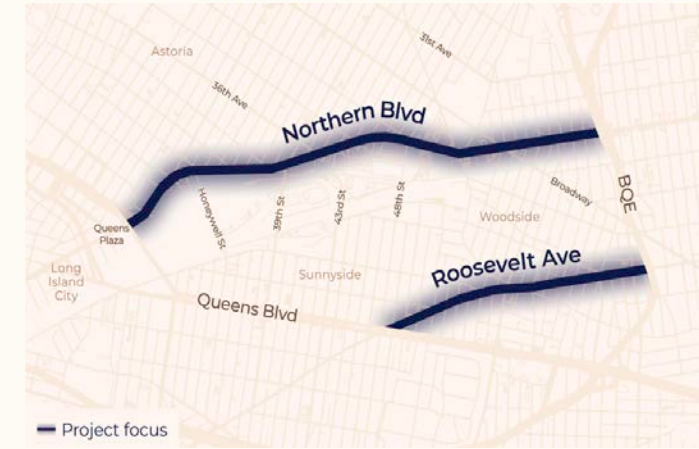 31st Ave
Astoria
36th Ave
Northern Blvd
Honeywell St
39th St
43rd St
48th St
Broadway
BQE
Queens
Plaza
Woodside
Long
Island
City
Sunnyside
Roosevelt Ave
Queens Blvd
Project focus